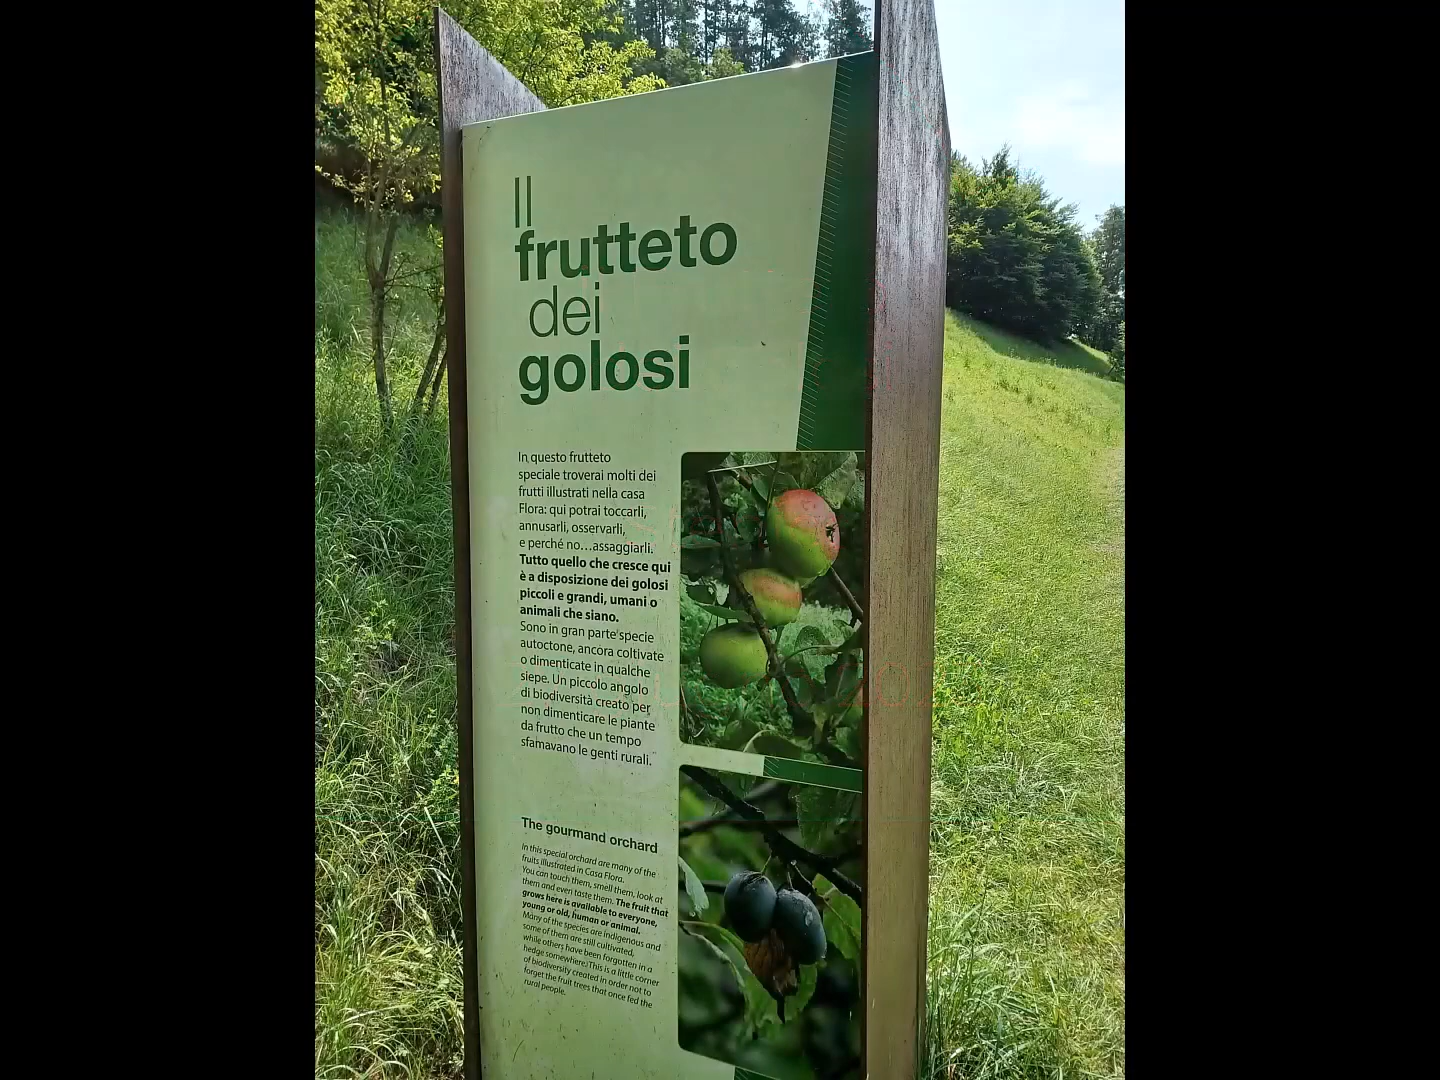 Il
frutteto
dei
golosi
In questo frutteto
speciale troverai molti dei
frutti illustrati nella casa
Flora: qui potrai toccarli,
annusarli, osservarli,
e perché no...assaggiarli.
Tutto quello che cresce qui
è a disposizione dei golosi
piccoli e grandi, umani o
animali che siano.
Sono in gran parte specie
autoctone, ancora coltivate
o dimenticate in qualche
siepe. Un piccolo angolo
di biodiversità creato per
non dimenticare le piante
da frutto che un tempo
sfamavano le genti rurali.
The gourmand orchard
In this special orchard are many of the
fruits illustrated in Casa Flora.
You can touch them, smell them, look at
them and even taste them. The fruit that
grows here is available to everyone,
young or old, human or animal.
Many of the species are indigenous and
some of them are still cultivated,
while others have been forgotten in a
hedge somewhere. This is a little corner
of biodiversity created in order not to
forget the fruit trees that once fed the
rural people.